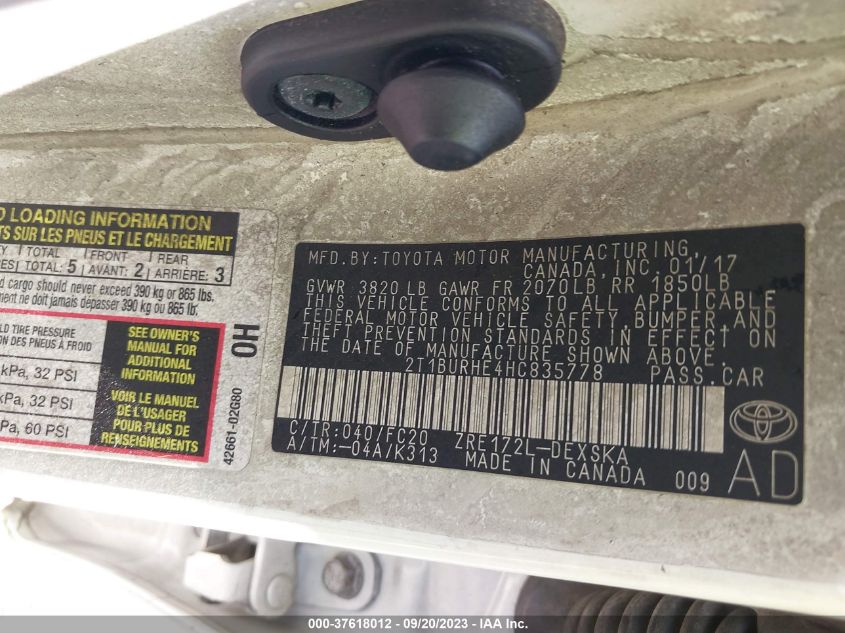 LOADING INFORMATION
TS SUR LES PNEUS ET LE CHARGEMENT
TOTAL FRONT REAR
TOTAL: 5 AVANT: 2 ARRIÈRE: 3
cargo should never exceed 390 kg or 865 lbs.
ne doit jamais dépasser 390 kg ou 865 lb.
TIRE PRESSURE
DES PNEUS À FROID
kPa, 32 PSI
kPa, 32 PSI
Pa, 60 PSI
SEE OWNER'S
MANUAL FOR
ADDITIONAL
INFORMATION
VOIR LE MANUEL
DE L'USAGER
POUR PLUS DE
RENSEIGNEMENTS
OH
42661-02G80
MFD.BY:TOYOTA MOTOR MANUFACTURING,
CANADA, INC. 01/17
GVWR 3820 LB GAWR FR 2070LB RR 1850LB
THIS VEHICLE CONFORMS TO ALL APPLICABLE
FEDERAL MOTOR VEHICLE SAFETY, BUMPER, AND
THEFT PREVENTION STANDARDS IN EFFECT ON
THE DATE OF MANUFACTURE SHOWN ABOVE.
2T1BURHE4HC835778 PASS.CAR
C/TR:040/FC20 ZRE172L-DEXSKA
A/TM:-04A/K313 MADE IN CANADA 009
AD
000-37618012 - 09/20/2023 - IAA Inc.